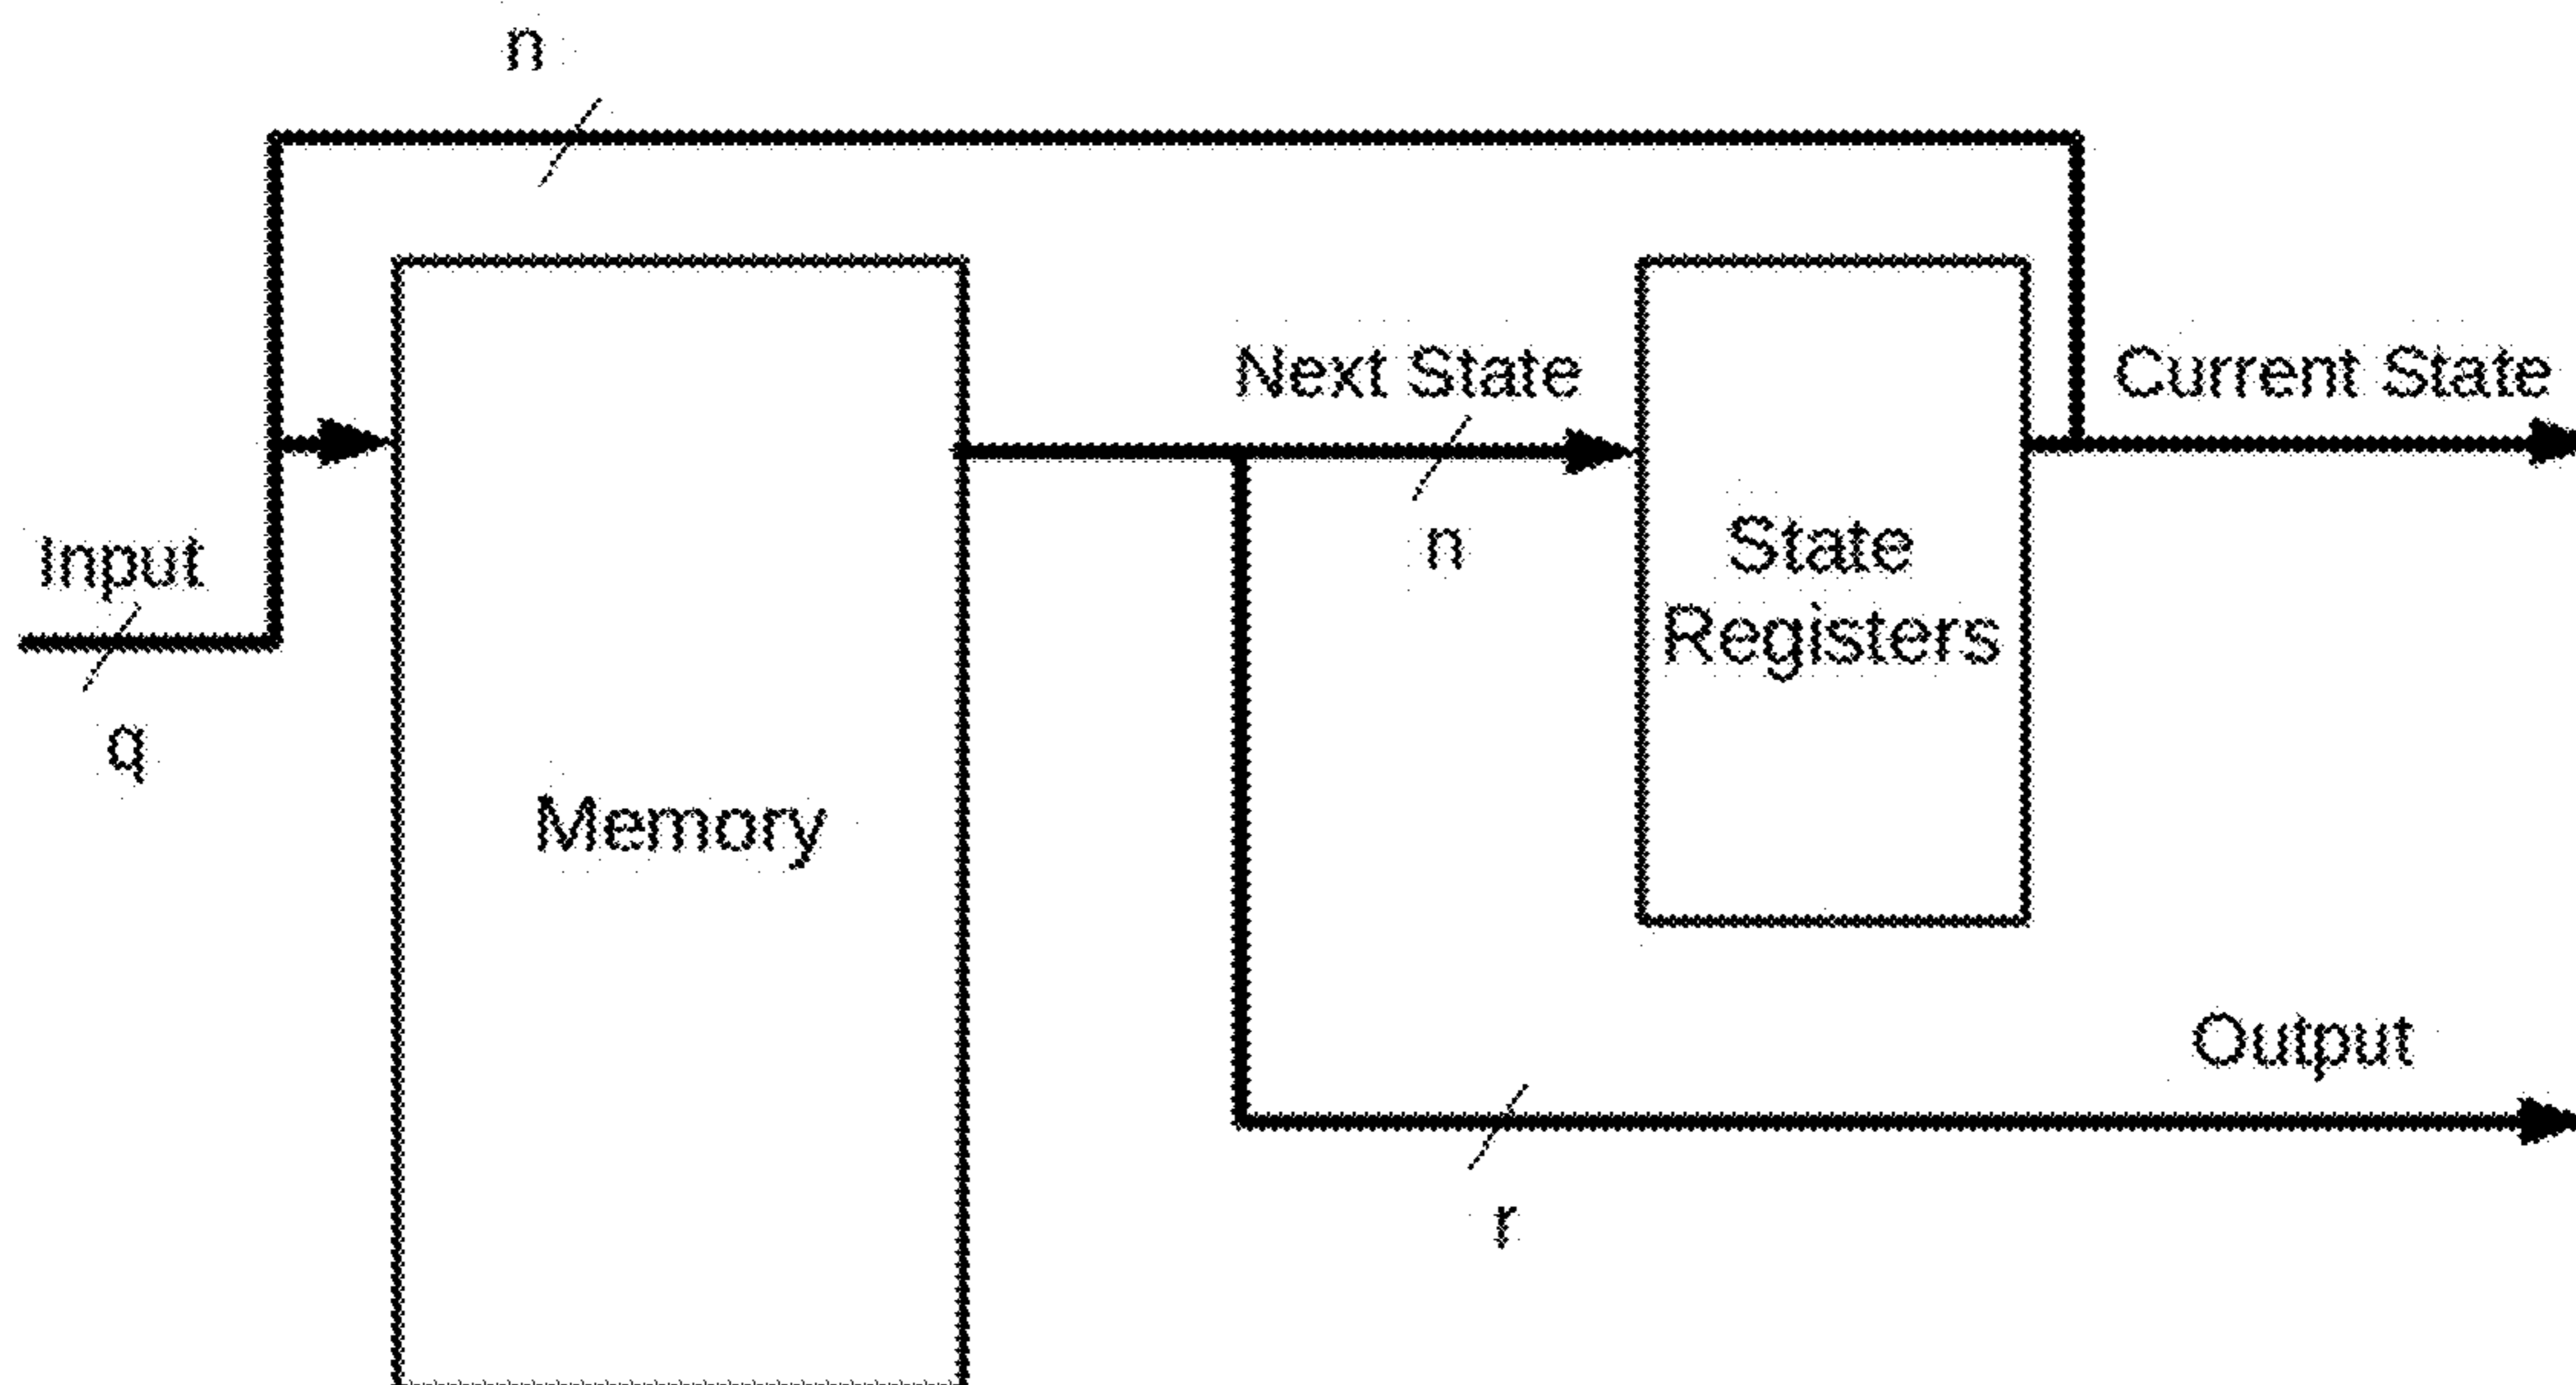 n
Next State
Current State
Input
n
State
Registers
q
Memory
Output
r